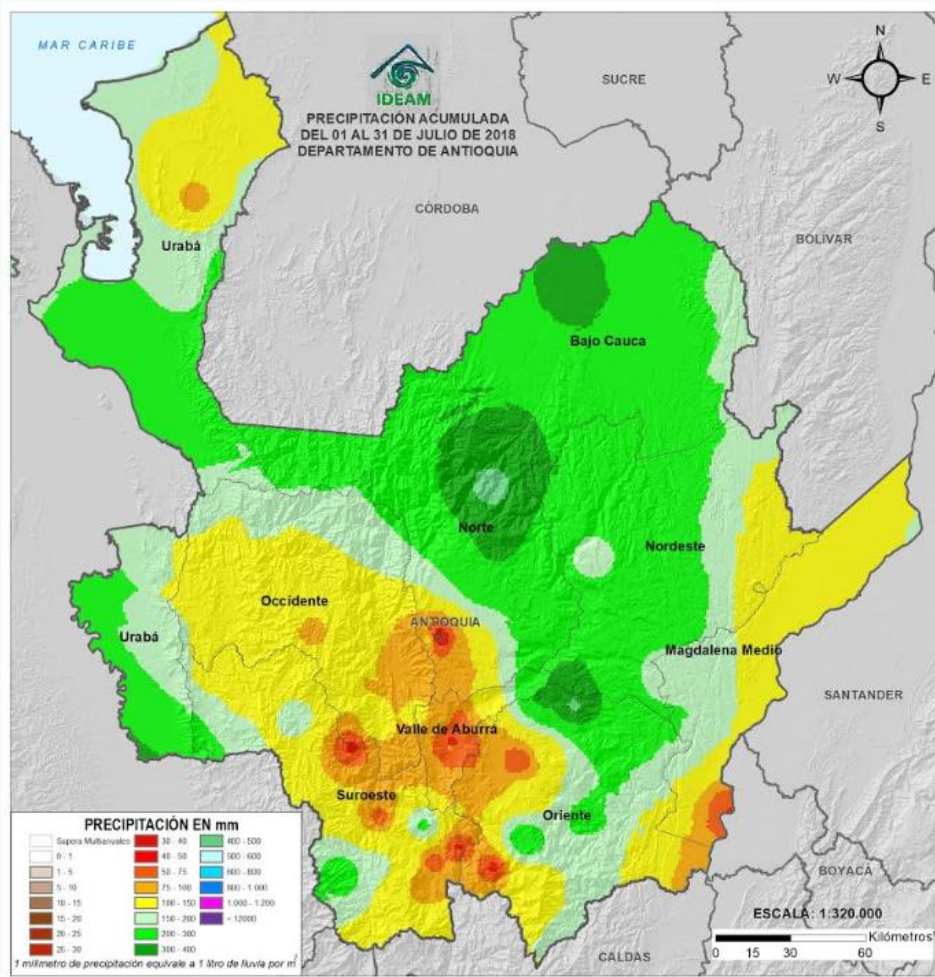 MAR CARIBE
IDEAM
PRECIPITACIÓN ACUMULADA
DEL 01 AL 31 DE JULIO DE 2018
DEPARTAMENTO DE ANTIOQUIA
SUCRE
N
W E
S
CÓRDOBA
BOLÍVAR
Urabá
Bajo Cauca
Norte
Nordeste
Occidente
ANTIOQUIA
Urabá
Magdalena Medio
SANTANDER
Valle de Aburrá
Suroeste
Oriente
PRECIPITACIÓN EN mm
Supera Multianuales 30 - 40 400 - 500
0 - 1 40 - 50 500 - 600
1 - 5 50 - 75 600 - 800
5 - 10 75 - 100 800 - 1 000
10 - 15 100 - 150 1.000 - 1.200
15 - 20 150 - 200 > 12000
20 - 25 200 - 300
25 - 30 300 - 400
1 milimetro de precipitación equivale a 1 litro de lluvia por m²
BOYACÁ
ESCALA: 1:320.000
Kilómetros
0 15 30 60
CALDAS